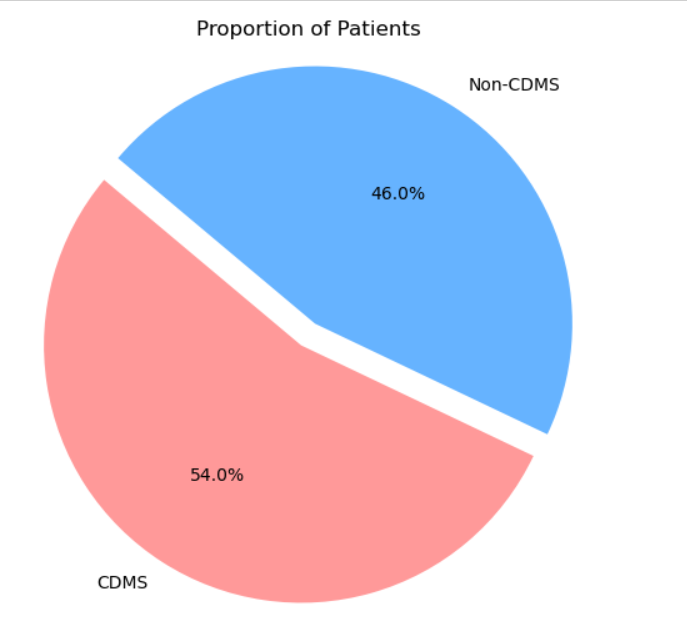 Proportion of Patients
Non-CDMS
46.0%
54.0%
CDMS